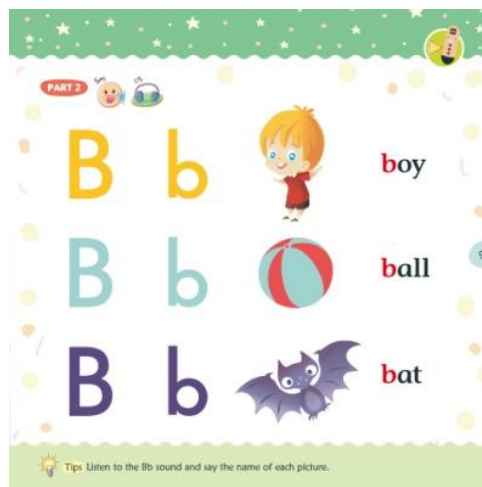 PART 2
B b boy
B b ball
B b bat
Tips Listen to the Bb sound and say the name of each picture.